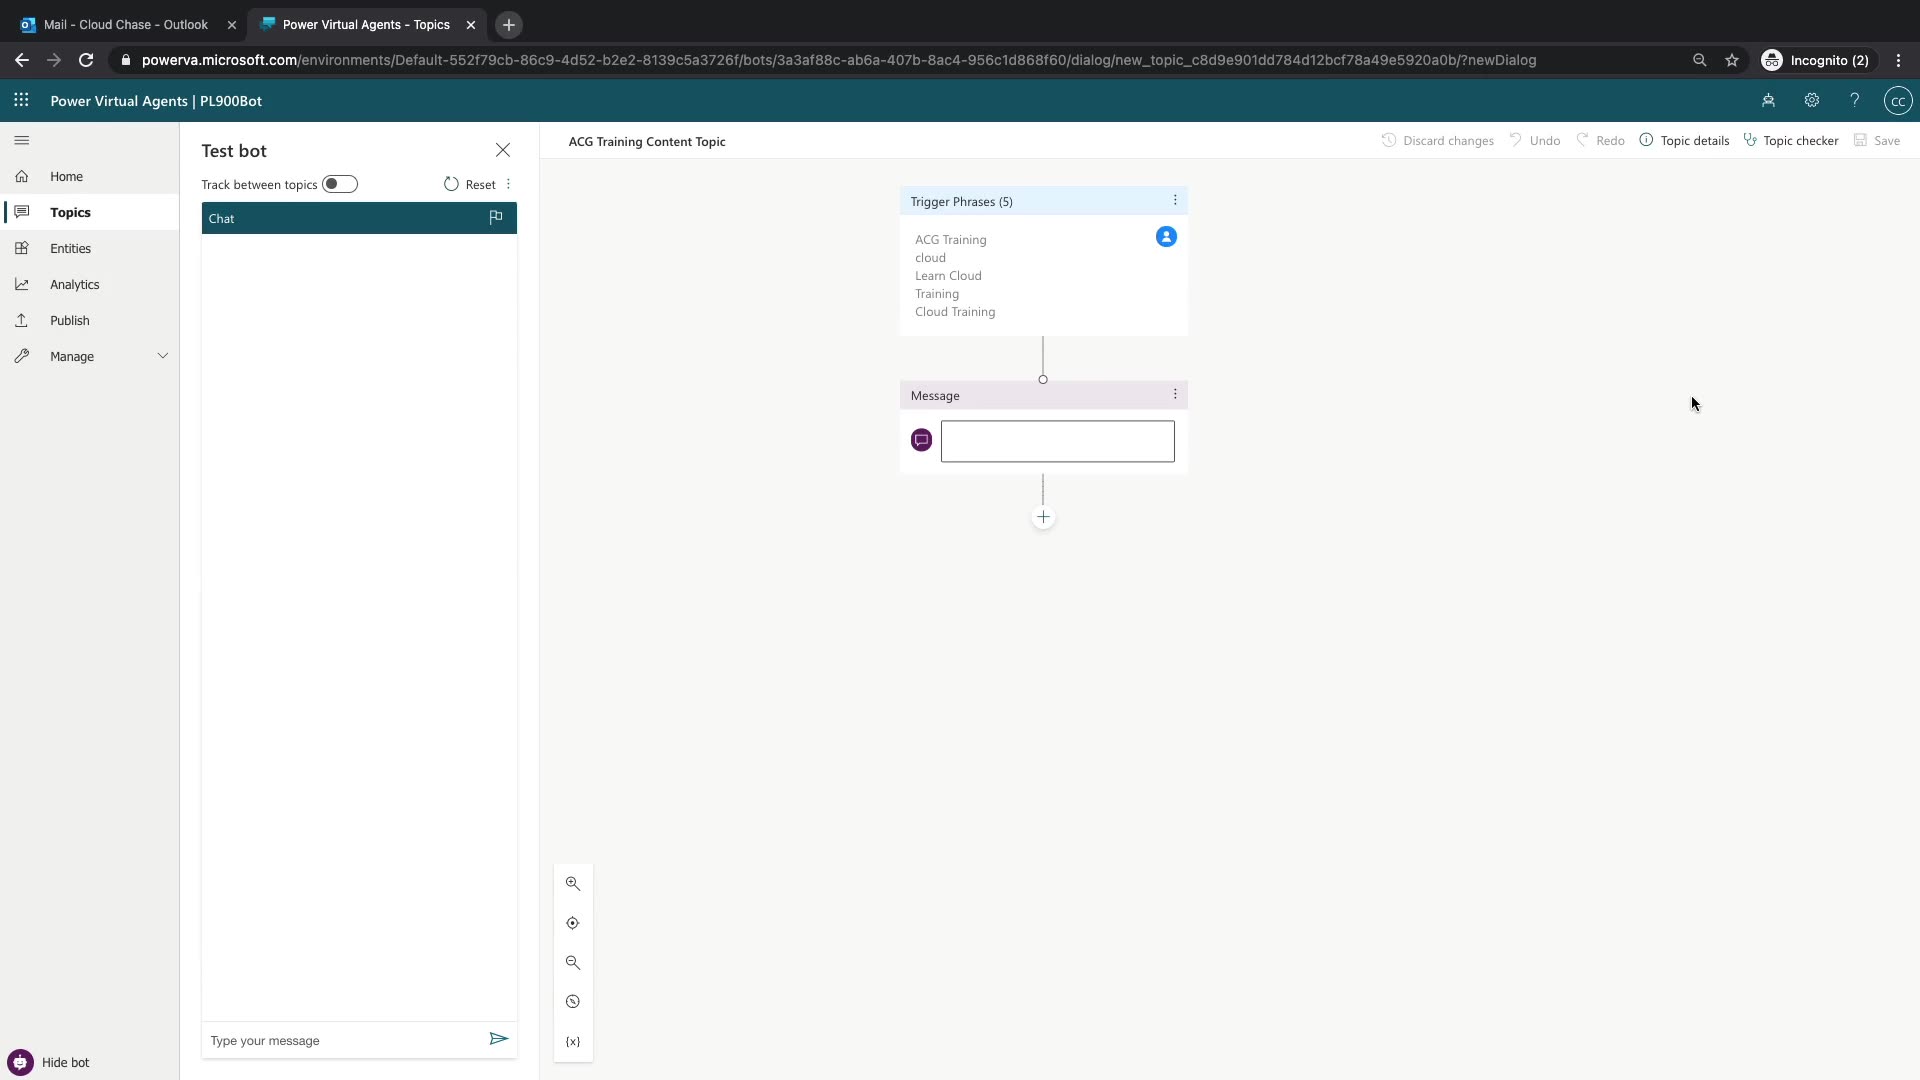 Mail - Cloud Chase - Outlook
Power Virtual Agents - Topics
powerva.microsoft.com/environments/Default-552f79cb-86c9-4d52-b2e2-8139c5a3726f/bots/3a3af88c-ab6a-407b-8ac4-956c1d868f60/dialog/new_topic_c8d9e901dd784d12bcf78a49e5920a0b/?newDialog
Incognito (2)
Power Virtual Agents | PL900Bot
CC
Home
Topics
Entities
Analytics
Publish
Manage
Hide bot
Test bot
Track between topics
Reset
Chat
Type your message
ACG Training Content Topic
Discard changes
Undo
Redo
Topic details
Topic checker
Save
Trigger Phrases (5)
ACG Training
cloud
Learn Cloud
Training
Cloud Training
Message
{x}